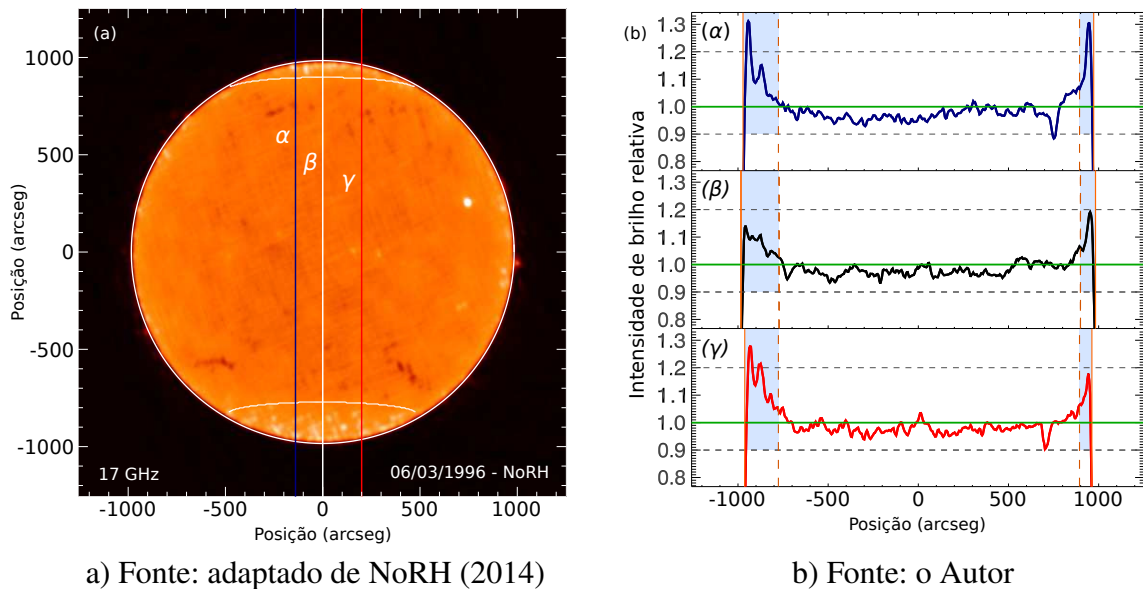 (a)
1000
500
0
-500
-1000
Posição (arcseg)
α
β
γ
17 GHz
06/03/1996 - NoRH
-1000 -500 0 500 1000
Posição (arcseg)
(b)
Intensidade de brilho relativa
(α)
1.3
1.2
1.1
1.0
0.9
(β)
1.3
1.2
1.1
1.0
0.9
0.8
(γ)
1.3
1.2
1.1
1.0
0.9
0.8
-1000 -500 0 500 1000
Posição (arcseg)
a) Fonte: adaptado de NoRH (2014)
b) Fonte: o Autor